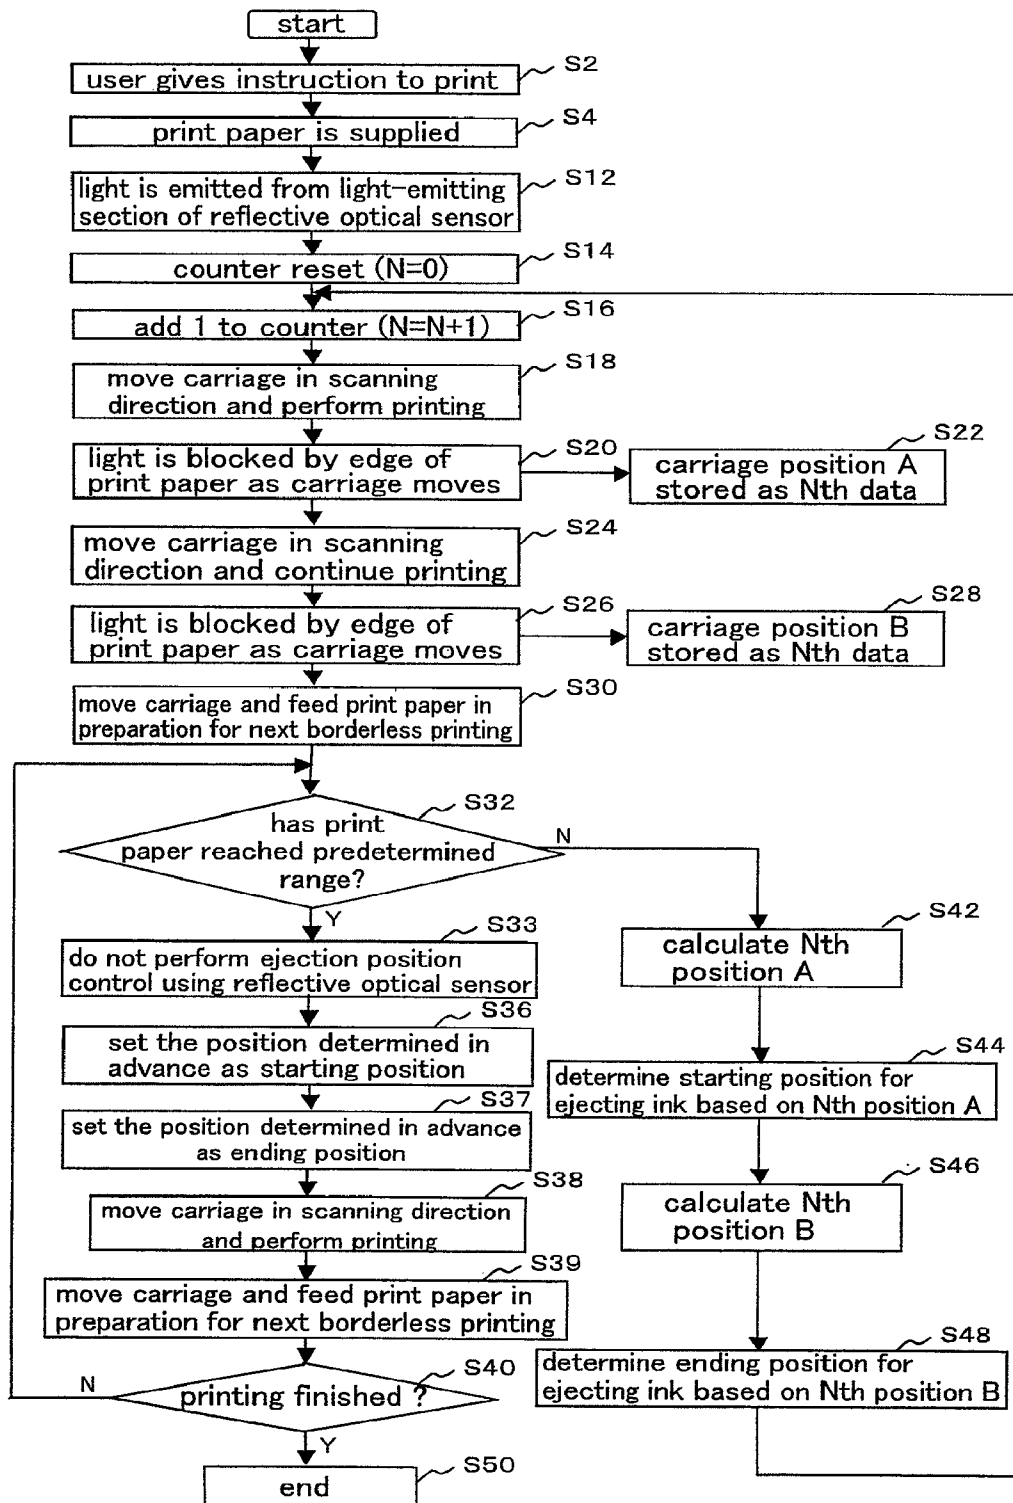 start
user gives instruction to print
S2
print paper is supplied
S4
light is emitted from light-emitting
section of reflective optical sensor
S12
counter reset (N=0)
S14
add 1 to counter (N=N+1)
S16
move carriage in scanning
direction and perform printing
S18
light is blocked by edge of
print paper as carriage moves
S20
carriage position A
stored as Nth data
S22
move carriage in scanning
direction and continue printing
S24
light is blocked by edge of
print paper as carriage moves
S26
carriage position B
stored as Nth data
S28
move carriage and feed print paper in
preparation for next borderless printing
S30
has print
paper reached predetermined
range?
S32
N
Y
do not perform ejection position
control using reflective optical sensor
S33
set the position determined in
advance as starting position
S36
set the position determined in advance
as ending position
S37
move carriage in scanning direction
and perform printing
S38
move carriage and feed print paper in
preparation for next borderless printing
S39
printing finished ?
S40
N
Y
end
S50
calculate Nth
position A
S42
determine starting position for
ejecting ink based on Nth position A
S44
calculate Nth
position B
S46
determine ending position for
ejecting ink based on Nth position B
S48